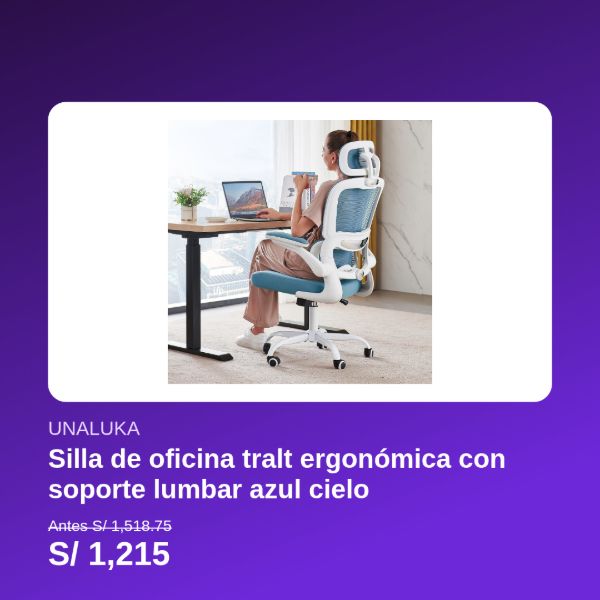 UNALUKA
Silla de oficina tralt ergonómica con
soporte lumbar azul cielo
Antes S/ 1,518.75
S/ 1,215